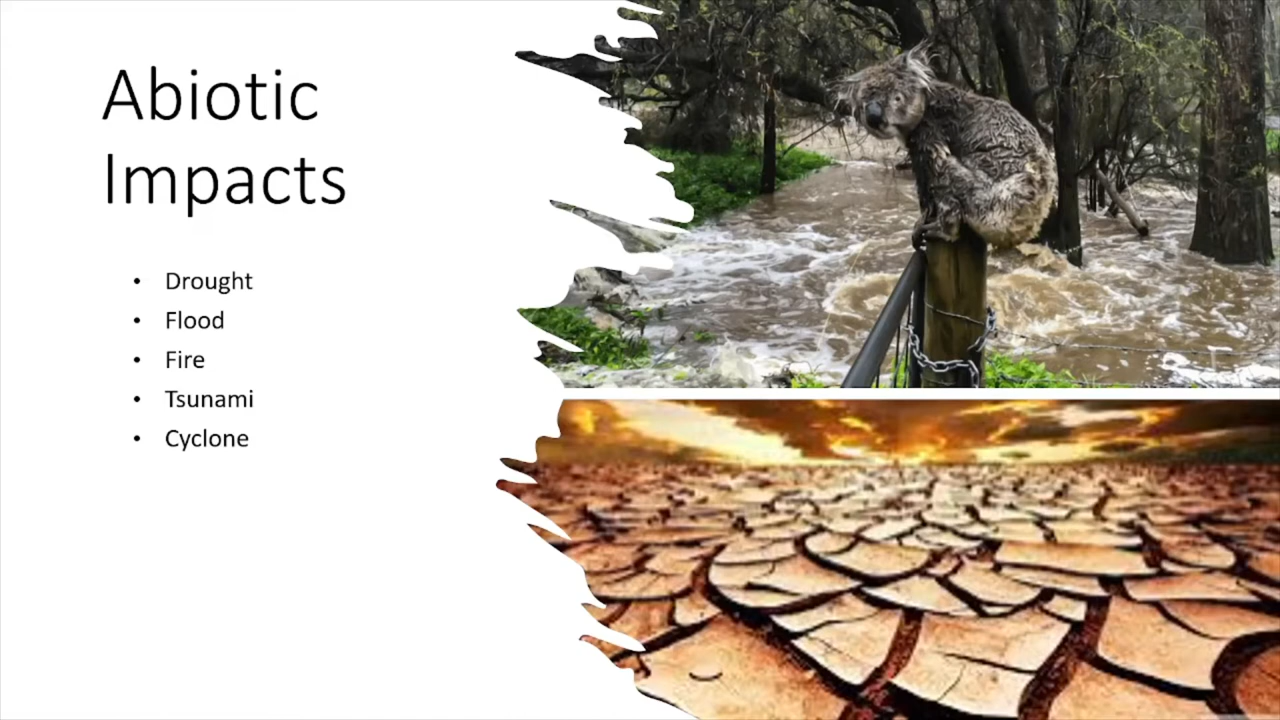 Abiotic
Impacts
• Drought
• Flood
• Fire
• Tsunami
• Cyclone